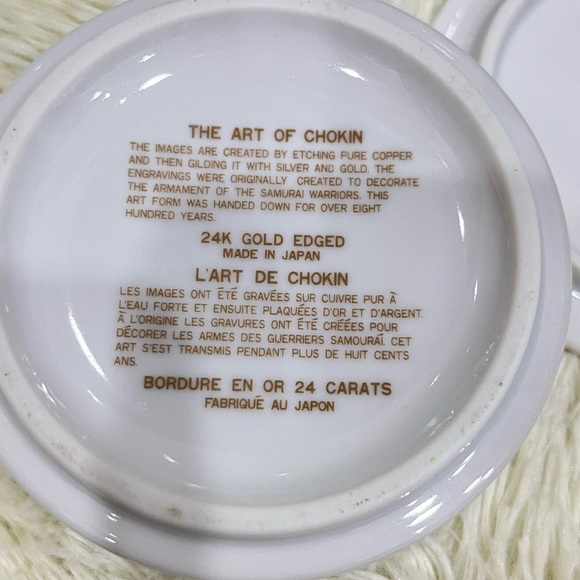 THE ART OF CHOKIN
THE IMAGES ARE CREATED BY ETCHING PURE COPPER
AND THEN GILDING IT WITH SILVER AND GOLD. THE
ENGRAVINGS WERE ORIGINALLY CREATED TO DECORATE
THE ARMAMENT OF THE SAMURAI WARRIORS. THIS
ART FORM WAS HANDED DOWN FOR OVER EIGHT
HUNDRED YEARS.
24K GOLD EDGED
MADE IN JAPAN
L'ART DE CHOKIN
LES IMAGES ONT ÉTÉ GRAVÉES SUR CUIVRE PUR À
L'EAU FORTE ET ENSUITE PLAQUÉES D'OR ET D'ARGENT.
À L'ORIGINE LES GRAVURES ONT ÉTÉ CRÉÉES POUR
DÉCORER LES ARMES DES GUERRIERS SAMOURAÏ. CET
ART S'EST TRANSMIS PENDANT PLUS DE HUIT CENTS
ANS.
BORDURE EN OR 24 CARATS
FABRIQUÉ AU JAPON